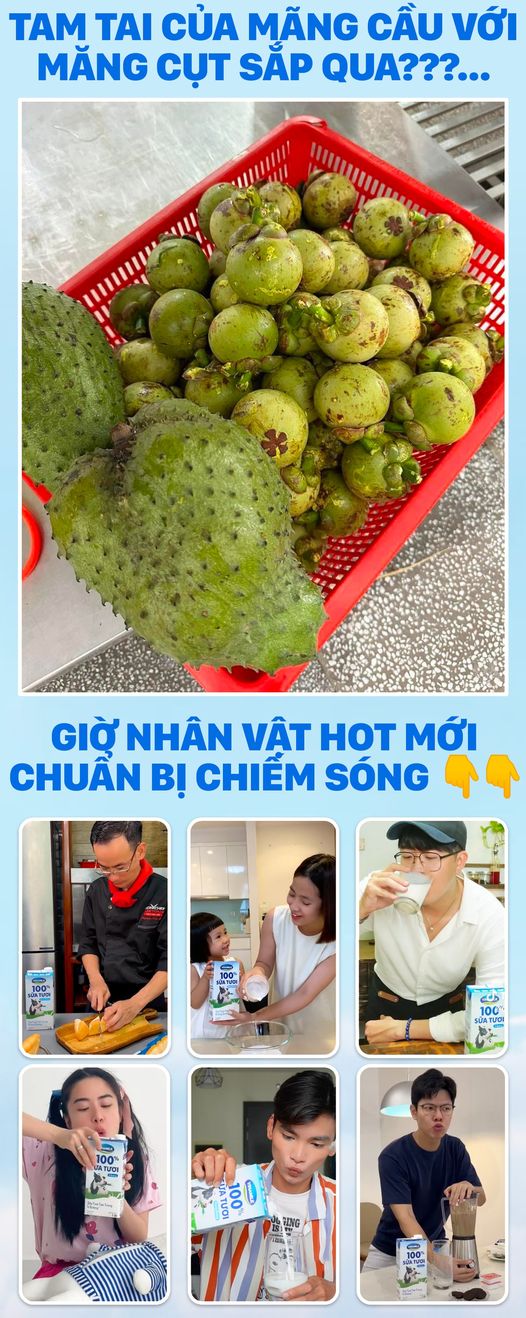 TAM TAI CỦA MÃNG CẦU VỚI
MĂNG CỤT SẮP QUA???...
GIỜ NHÂN VẬT HOT MỚI
CHUẨN BỊ CHIẾM SÓNG 👇👇
100%
SỮA TƯƠI
100%
SỮA TƯƠI
100%
SỮA TƯƠI
100%
SỮA TƯƠI
100%
SỮA TƯƠI
100%
SỮA TƯƠI